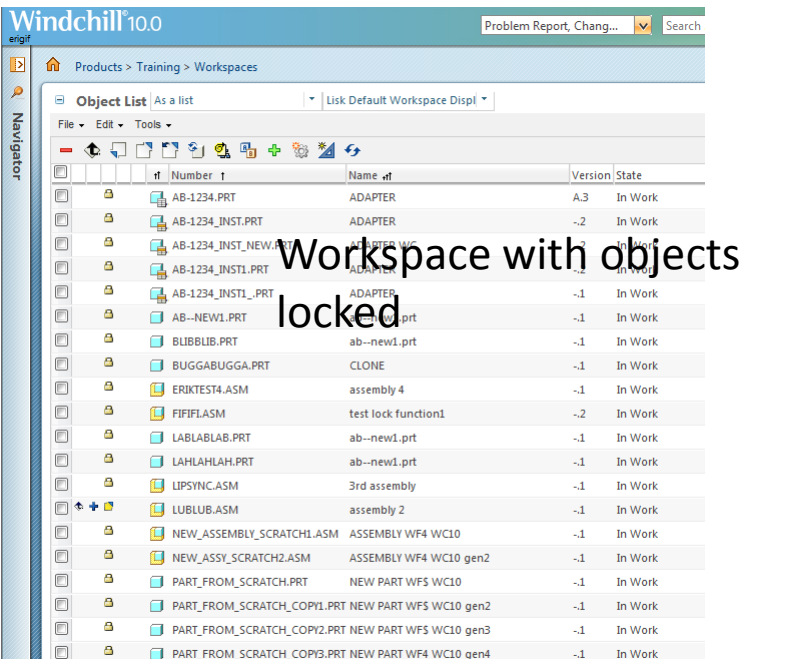 Windchill® 10.0
erigif
Problem Report, Chang... Search
Products > Training > Workspaces
Navigator
Object List As a list Lisk Default Workspace Displ
File Edit Tools
Number Name Version State
AB-1234.PRT ADAPTER A.3 In Work
AB-1234_INST.PRT ADAPTER -.2 In Work
AB-1234_INST_NEW.PRT ADAPTER WC In Work
Workspace with objects
AB-1234_INST1.PRT ADAPTER -.2 In Work
AB-1234_INST1_.PRT ADAPTER -.1 In Work
locked
AB--NEW1.PRT ab--new1.prt -.1 In Work
BLIBBLIB.PRT ab--new1.prt -.1 In Work
BUGGABUGGA.PRT CLONE -.1 In Work
ERIKTEST4.ASM assembly 4 -.1 In Work
FIFIFI.ASM test lock function1 -.2 In Work
LABLABLAB.PRT ab--new1.prt -.1 In Work
LAHLAHLAH.PRT ab--new1.prt -.1 In Work
LIPSYNC.ASM 3rd assembly -.1 In Work
LUBLUB.ASM assembly 2 -.1 In Work
NEW_ASSEMBLY_SCRATCH1.ASM ASSEMBLY WF4 WC10 -.1 In Work
NEW_ASSY_SCRATCH2.ASM ASSEMBLY WF4 WC10 gen2 -.1 In Work
PART_FROM_SCRATCH.PRT NEW PART WF$ WC10 -.1 In Work
PART_FROM_SCRATCH_COPY1.PRT NEW PART WF$ WC10 gen2 -.1 In Work
PART_FROM_SCRATCH_COPY2.PRT NEW PART WF$ WC10 gen3 -.1 In Work
PART_FROM_SCRATCH_COPY3.PRT NEW PART WF4 WC10 gen4 -.1 In Work